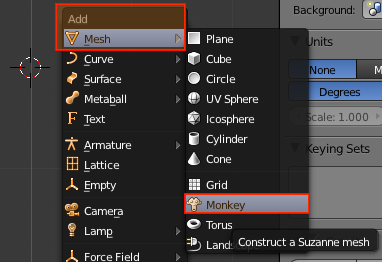 Add
Mesh
Curve
Surface
Metaball
Text
Armature
Lattice
Empty
Camera
Lamp
Force Field
Plane
Cube
Circle
UV Sphere
Icosphere
Cylinder
Cone
Grid
Monkey
Torus
Construct a Suzanne mesh
Background:
Units
None
Degrees
Scale: 1.000
Keying Sets